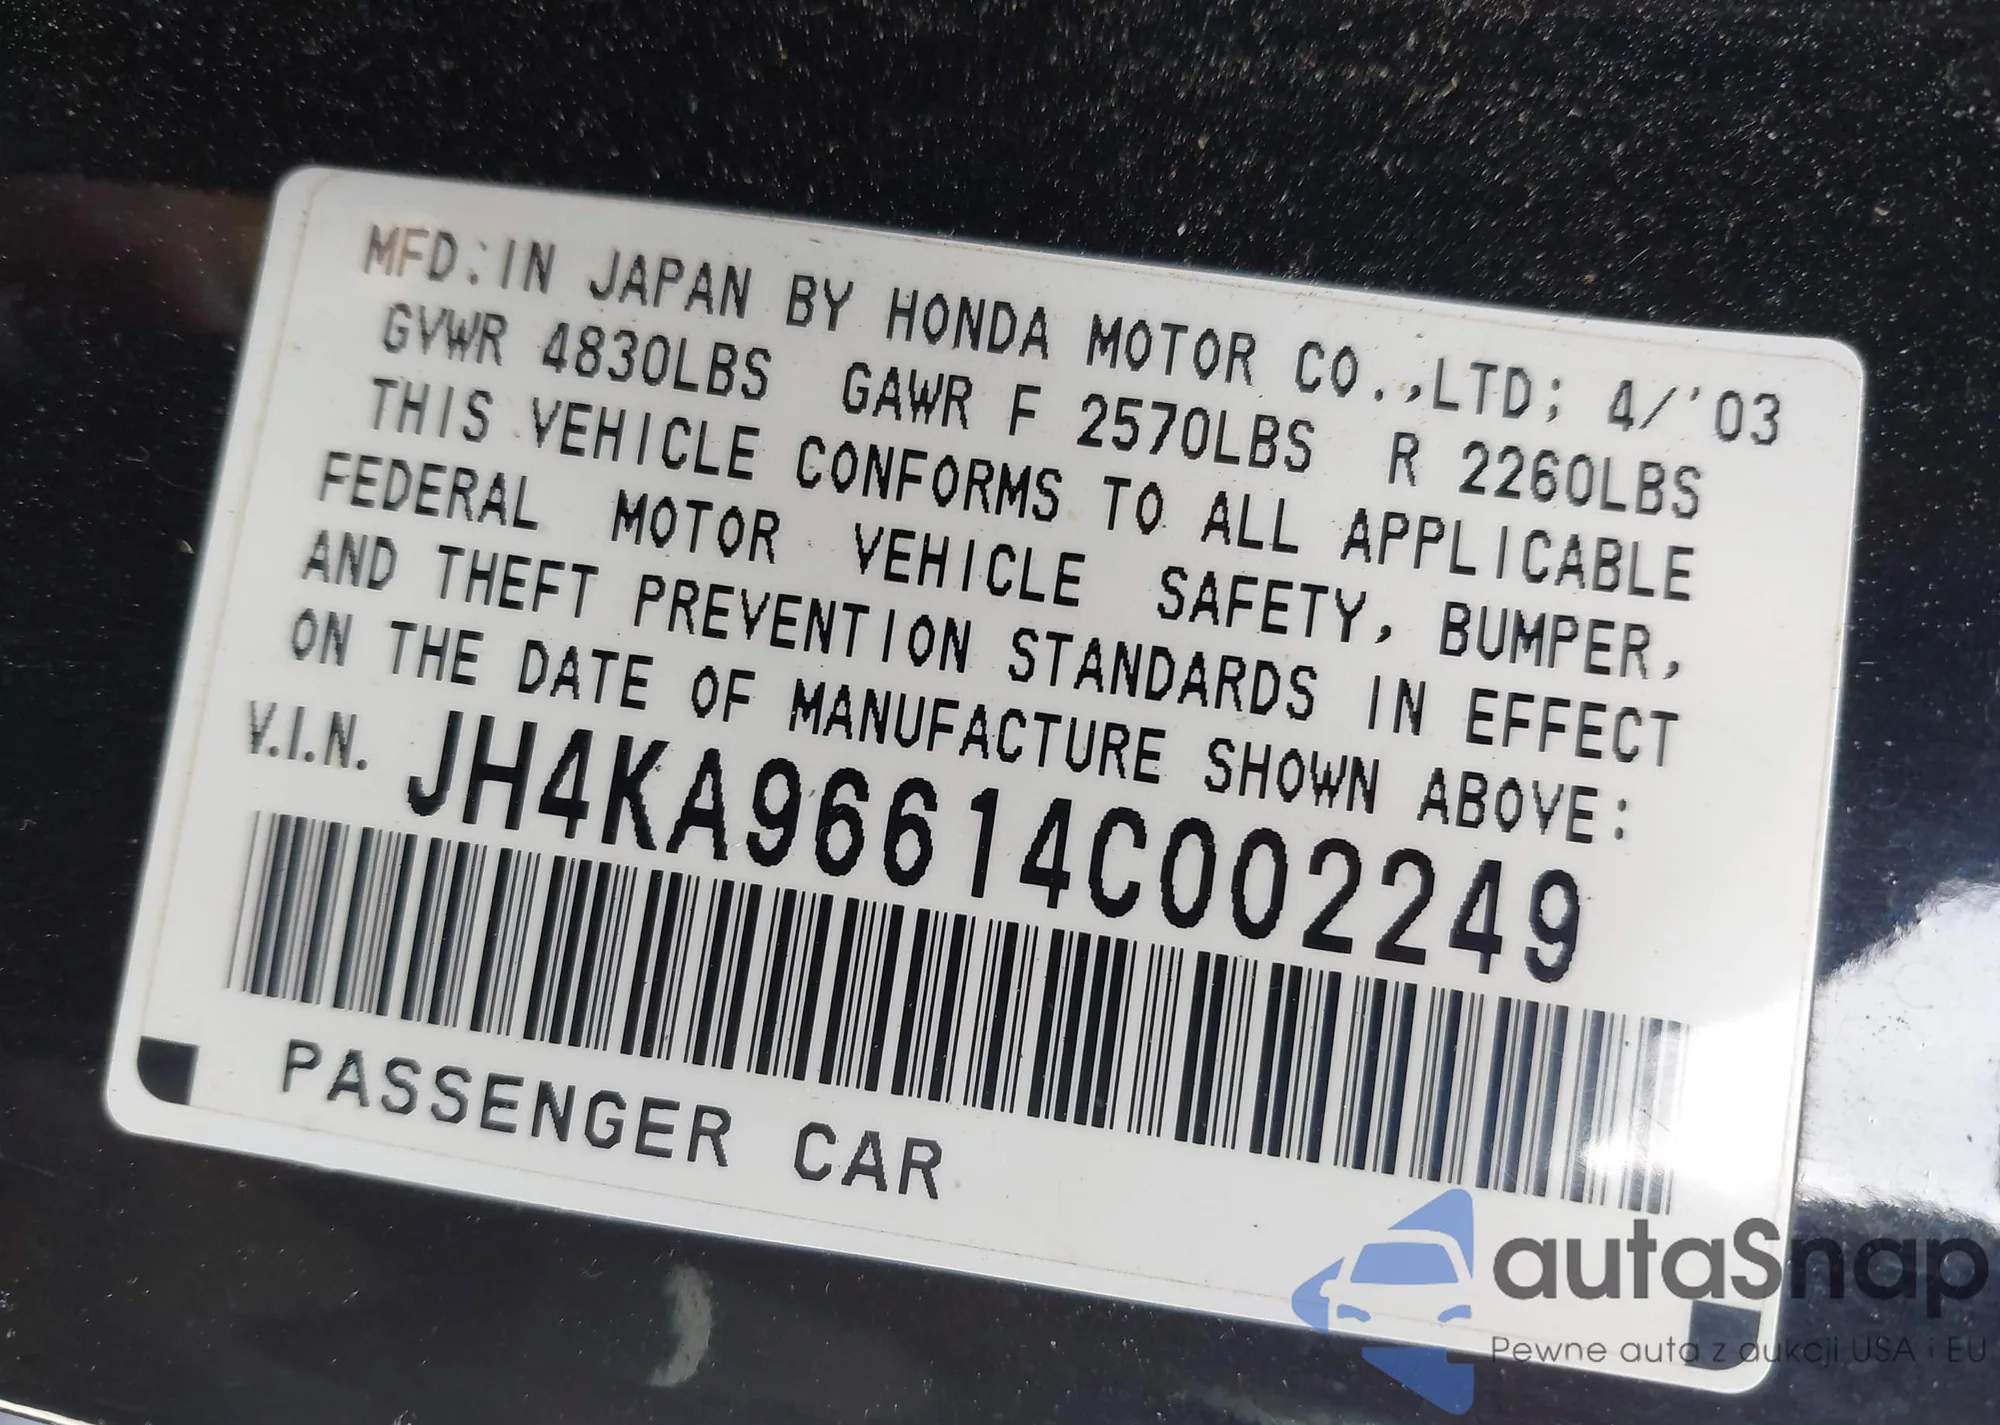 MFD. IN JAPAN BY HONDA MOTOR CO.,LTD; 4/'03
GVWR 4830LBS GAWR F 2570LBS R 2260LBS
THIS VEHICLE CONFORMS TO ALL APPLICABLE
FEDERAL MOTOR VEHICLE SAFETY, BUMPER,
AND THEFT PREVENTION STANDARDS IN EFFECT
ON THE DATE OF MANUFACTURE SHOWN ABOVE:
V.I.N. JH4KA96614C002249
PASSENGER CAR
autaSnap
Pewne auta z aukcji USA i EU